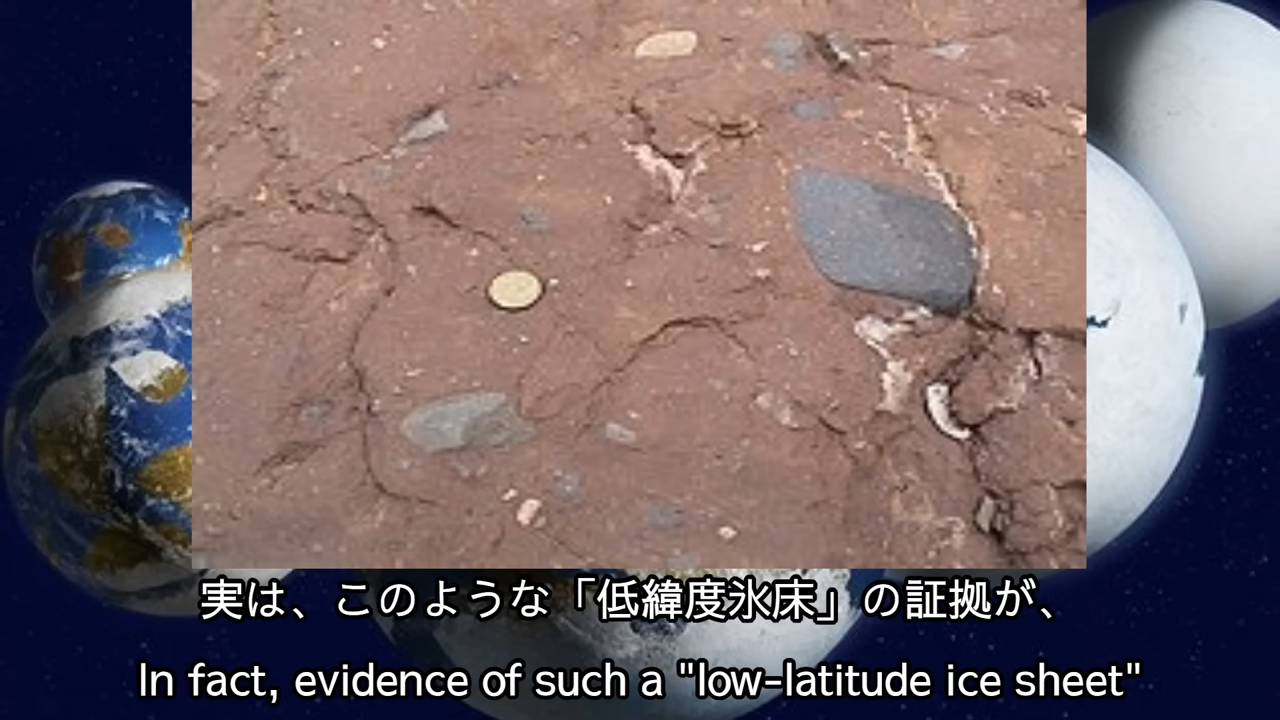 実は、このような「低緯度氷床」の証拠が、
In fact, evidence of such a "low-latitude ice sheet"